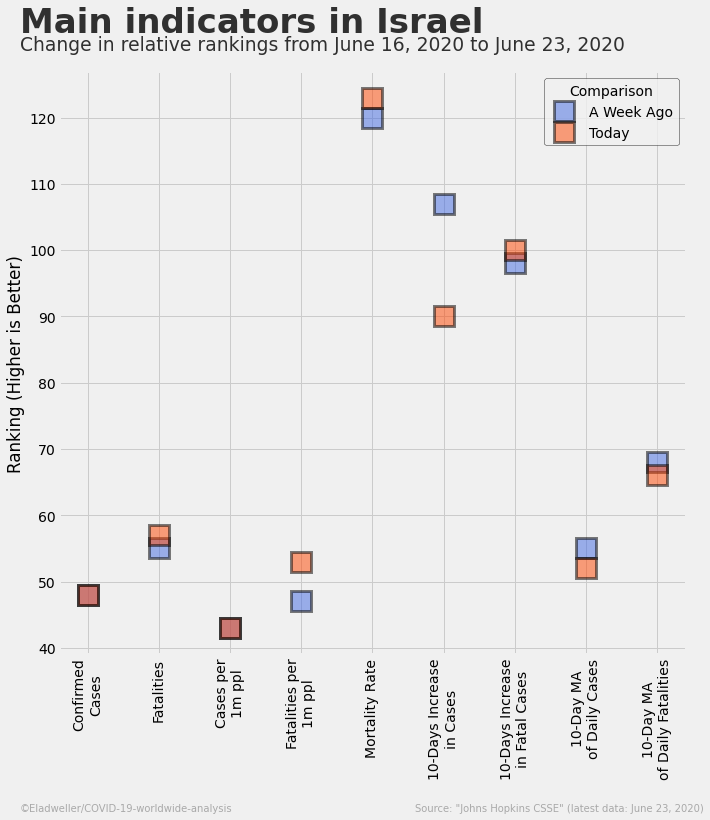 Main indicators in Israel
Change in relative rankings from June 16, 2020 to June 23, 2020
Comparison
A Week Ago
Today
Ranking (Higher is Better)
120
110
100
90
80
70
60
50
40
Confirmed
Cases
Fatalities
Cases per
1m ppl
Fatalities per
1m ppl
Mortality Rate
10-Days Increase
in Cases
10-Days Increase
in Fatal Cases
10-Day MA
of Daily Cases
10-Day MA
of Daily Fatalities
©Eladweller/COVID-19-worldwide-analysis
Source: "Johns Hopkins CSSE" (latest data: June 23, 2020)